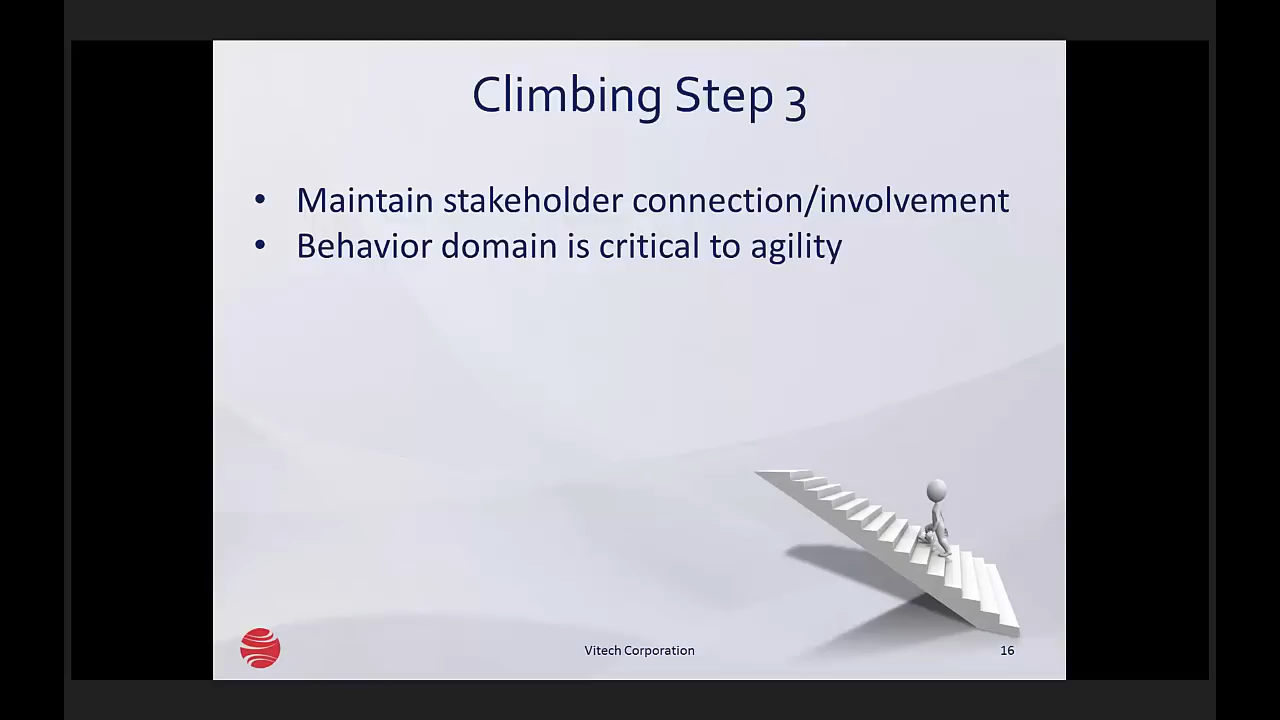 Climbing Step 3
• Maintain stakeholder connection/involvement
• Behavior domain is critical to agility
Vitech Corporation
16